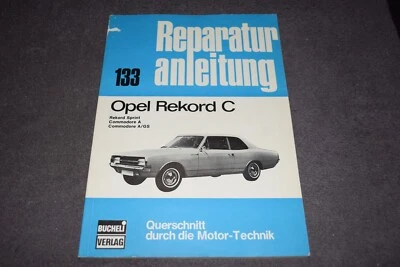 Reparatur
133 anleitung
Opel Rekord C
Rekord Sprint
Commodore A
Commodore A/GS
BUCHELI
VERLAG
Querschnitt
durch die Motor-Technik